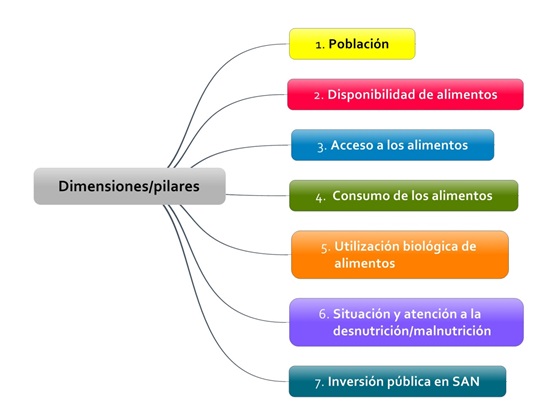 1. Población
2. Disponibilidad de alimentos
3. Acceso a los alimentos
Dimensiones/pilares
4. Consumo de los alimentos
5. Utilización biológica de
alimentos
6. Situación y atención a la
desnutrición/malnutrición
7. Inversión pública en SAN